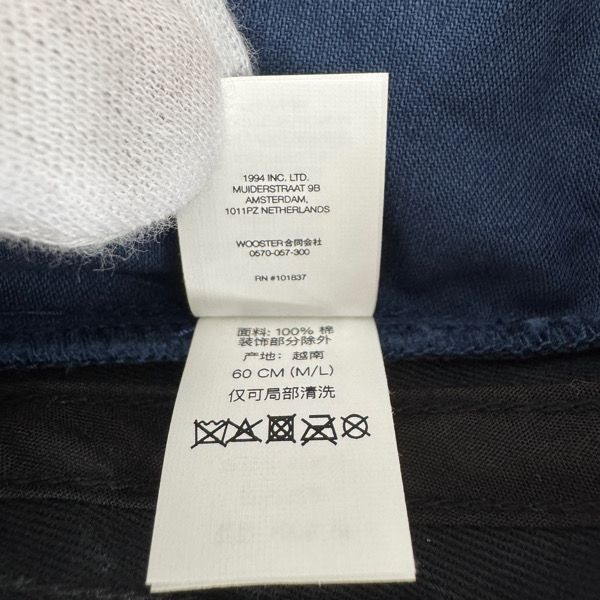 1994 INC. LTD.
MUIDERSTRAAT 9B
AMSTERDAM,
1011PZ NETHERLANDS
WOOSTER合同会社
0570-057-300
RN #101837
面料: 100% 棉
装饰部分除外
产地: 越南
60 CM (M/L)
仅可局部清洗